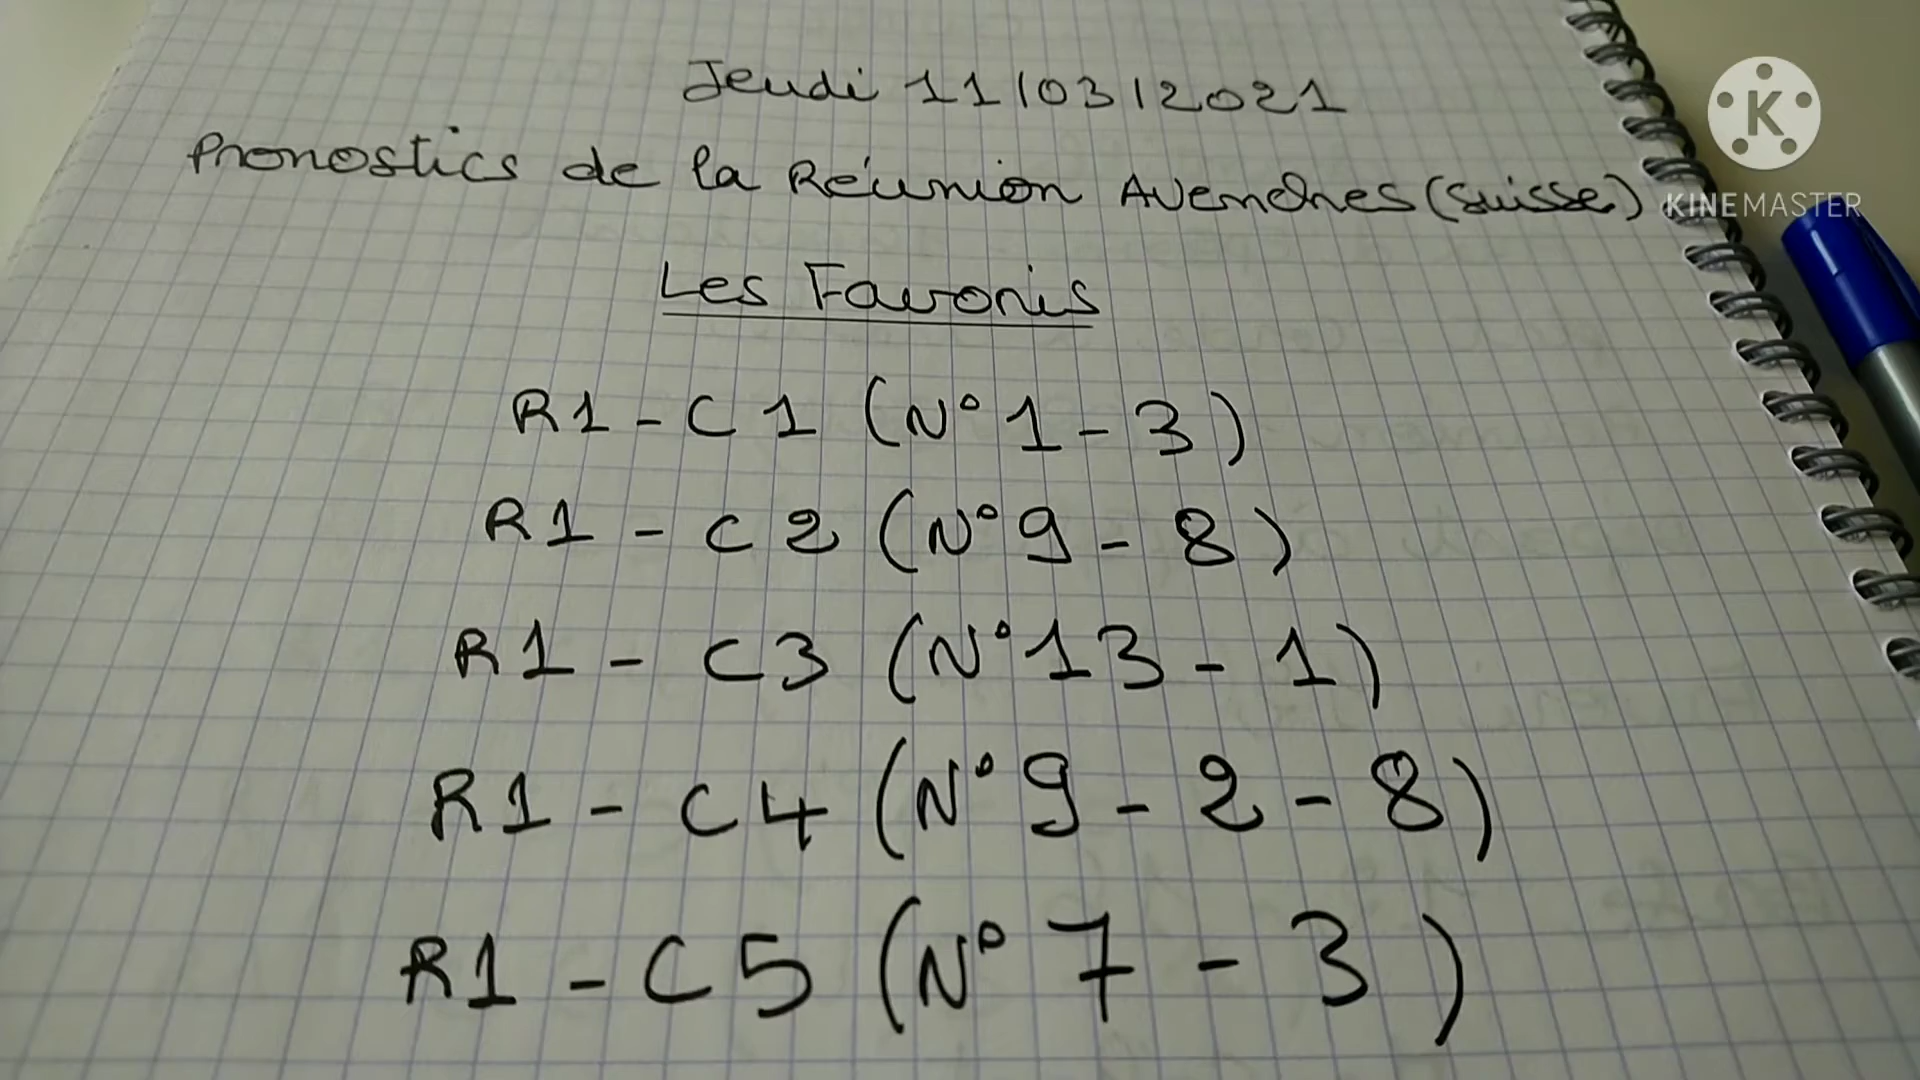 Jeudi 11/03/2021
Pronostics de la Réunion Avenches (Suisse)
KINEMASTER
Les Favoris
R1 - C1 (N° 1 - 3)
R1 - C2 (N° 9 - 8)
R1 - C3 (N° 13 - 1)
R1 - C4 (N° 9 - 2 - 8)
R1 - C5 (N° 7 - 3)